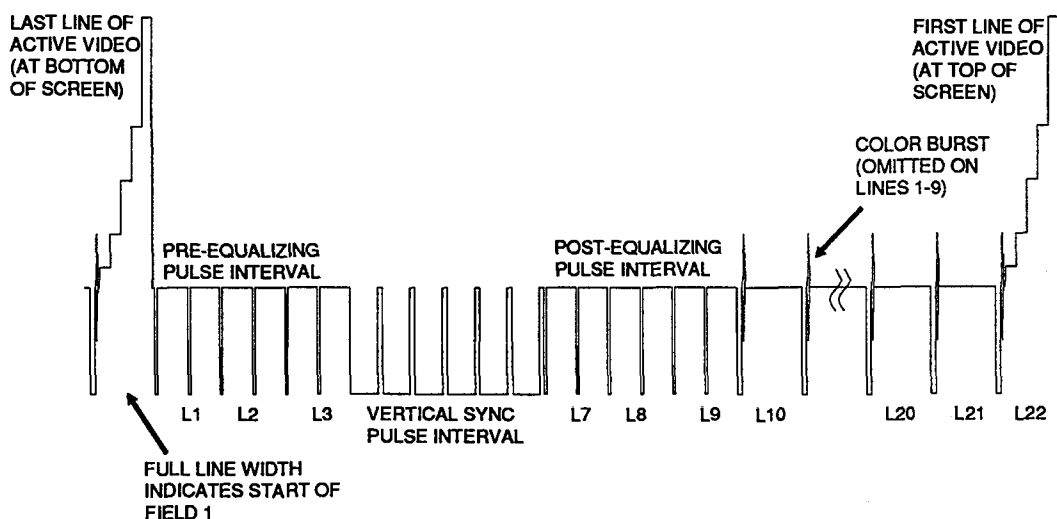 LAST LINE OF
ACTIVE VIDEO
(AT BOTTOM
OF SCREEN)
FIRST LINE OF
ACTIVE VIDEO
(AT TOP OF
SCREEN)
COLOR BURST
(OMITTED ON
LINES 1-9)
PRE-EQUALIZING
PULSE INTERVAL
POST-EQUALIZING
PULSE INTERVAL
L1 L2 L3 VERTICAL SYNC L7 L8 L9 L10 L20 L21 L22
PULSE INTERVAL
FULL LINE WIDTH
INDICATES START OF
FIELD 1